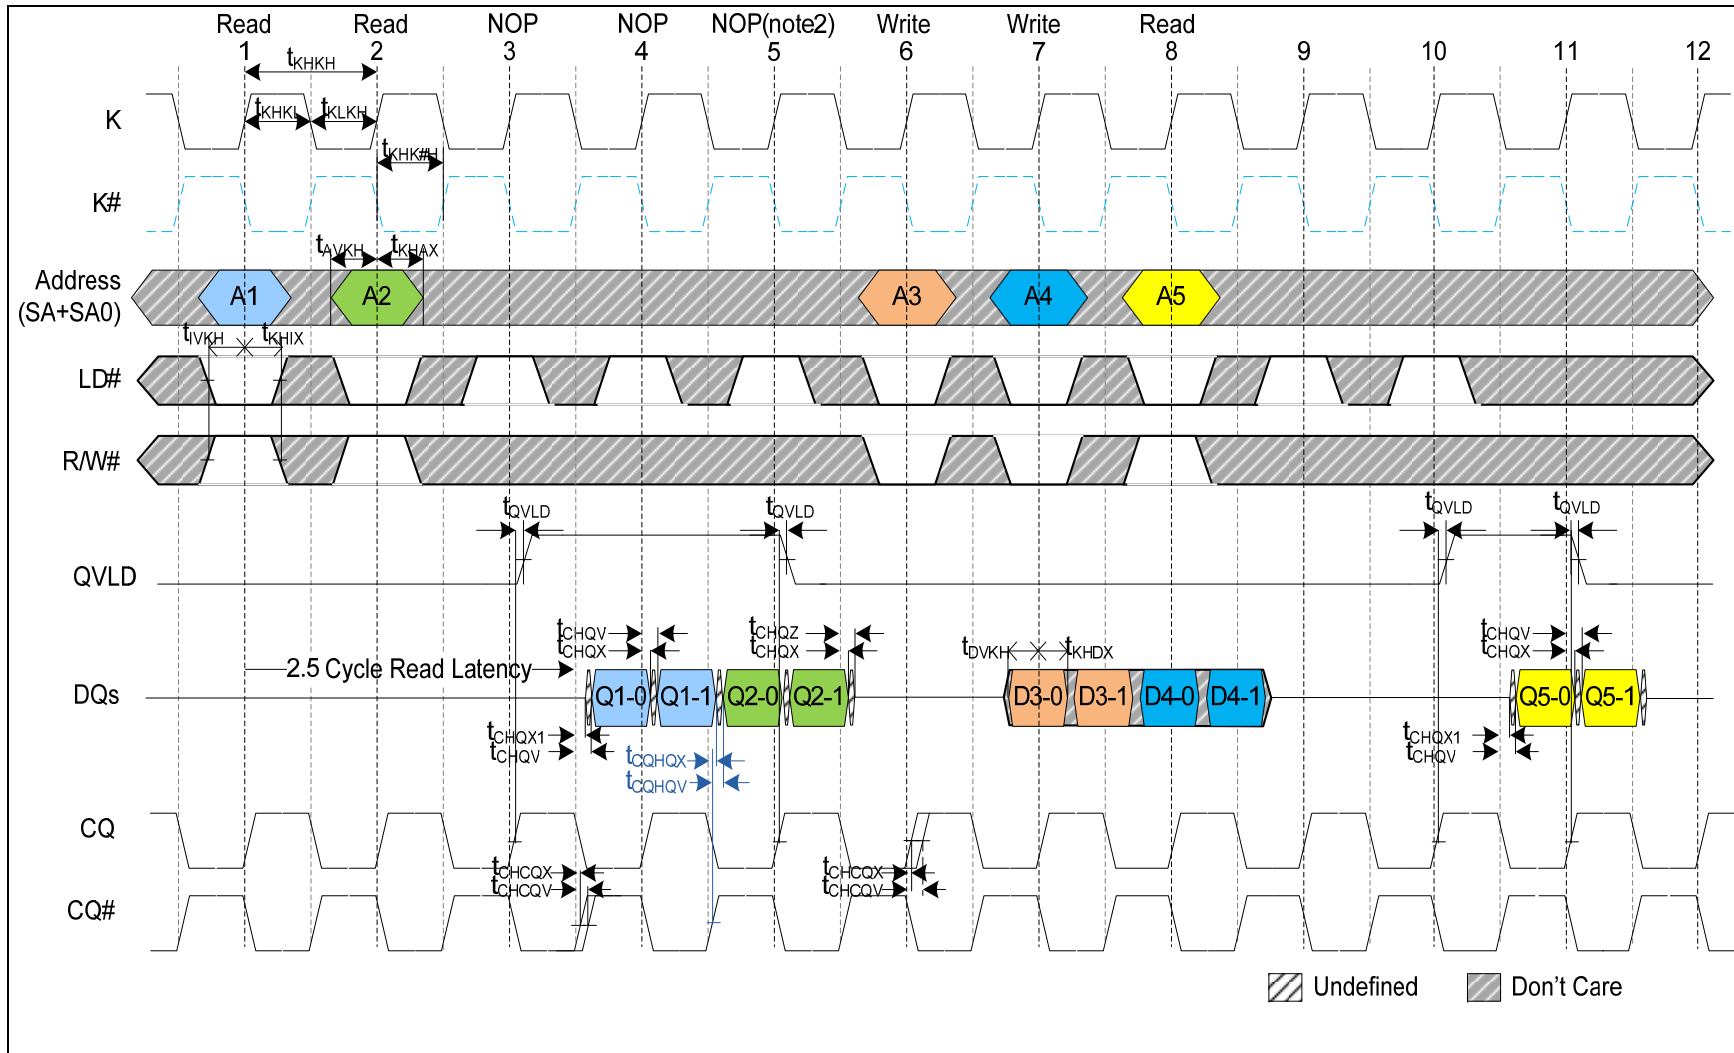 Read Read NOP NOP NOP(note2) Write Write Read
1 2 3 4 5 6 7 8 9 10 11 12
tKHKH
K
tKHKL tKLKH
tKHK#H
K#
tAVKH tKHAX
Address
(SA+SA0)
A1 A2 A3 A4 A5
tIVKH tKHIX
LD#
R/W#
tQVLD tQVLD tQVLD tQVLD
QVLD
tCHQV tCHQZ tCHQV
tCHQX tCHQX tCHQX
tDVKH tKHDX
2.5 Cycle Read Latency
DQs
Q1-0 Q1-1 Q2-0 Q2-1 D3-0 D3-1 D4-0 D4-1 Q5-0 Q5-1
tCHQX1 tCHQX1
tCHQV tCHQV
tCQHQX
tCQHQV
CQ
tCHCQX tCHCQX
tCHCQV tCHCQV
CQ#
Undefined Don't Care